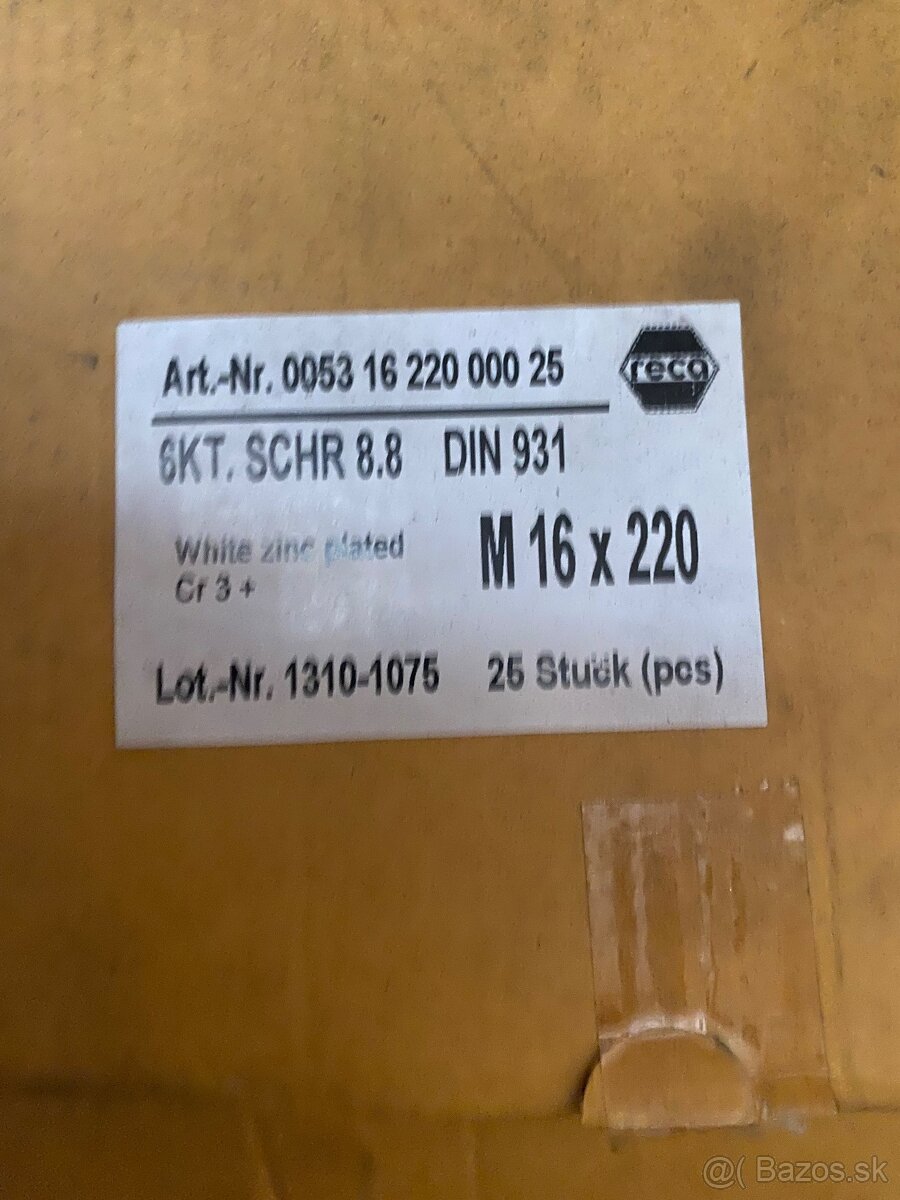 Art.-Nr. 0053 16 220 000 25
reca
6KT. SCHR 8.8 DIN 931
White zinc plated
Cr 3 +
M 16 x 220
Lot.-Nr. 1310-1075 25 Stück (pcs)
@( Bazos.sk